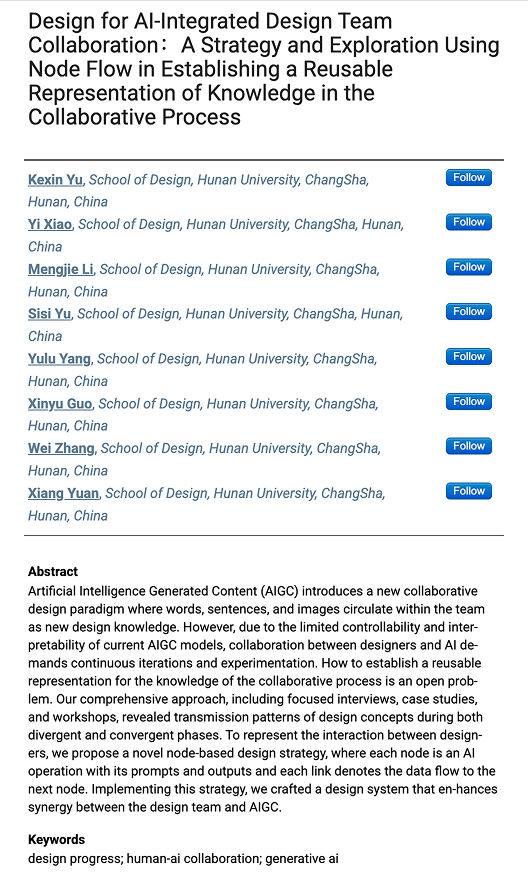 Design for AI-Integrated Design Team
Collaboration： A Strategy and Exploration Using
Node Flow in Establishing a Reusable
Representation of Knowledge in the
Collaborative Process
Kexin Yu, School of Design, Hunan University, ChangSha, Follow
Hunan, China
Yi Xiao, School of Design, Hunan University, ChangSha, Hunan, Follow
China
Mengjie Li, School of Design, Hunan University, ChangSha, Follow
Hunan, China
Sisi Yu, School of Design, Hunan University, ChangSha, Hunan, Follow
China
Yulu Yang, School of Design, Hunan University, ChangSha, Follow
Hunan, China
Xinyu Guo, School of Design, Hunan University, ChangSha, Follow
Hunan, China
Wei Zhang, School of Design, Hunan University, ChangSha, Follow
Hunan, China
Xiang Yuan, School of Design, Hunan University, ChangSha, Follow
Hunan, China
Abstract
Artificial Intelligence Generated Content (AIGC) introduces a new collaborative
design paradigm where words, sentences, and images circulate within the team
as new design knowledge. However, due to the limited controllability and inter-
pretability of current AIGC models, collaboration between designers and AI de-
mands continuous iterations and experimentation. How to establish a reusable
representation for the knowledge of the collaborative process is an open prob-
lem. Our comprehensive approach, including focused interviews, case studies,
and workshops, revealed transmission patterns of design concepts during both
divergent and convergent phases. To represent the interaction between design-
ers, we propose a novel node-based design strategy, where each node is an AI
operation with its prompts and outputs and each link denotes the data flow to the
next node. Implementing this strategy, we crafted a design system that en-hances
synergy between the design team and AIGC.
Keywords
design progress; human-ai collaboration; generative ai